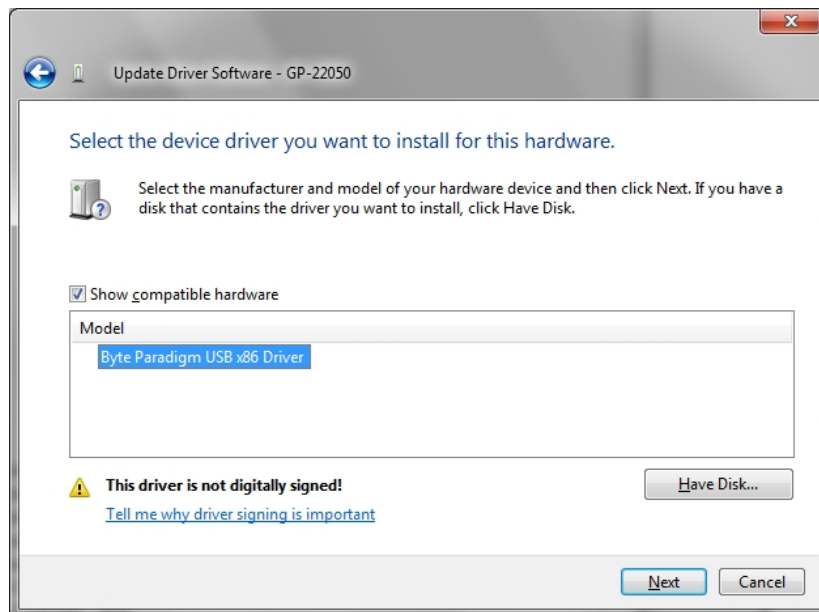 Update Driver Software - GP-22050
Select the device driver you want to install for this hardware.
Select the manufacturer and model of your hardware device and then click Next. If you have a
disk that contains the driver you want to install, click Have Disk.
Show compatible hardware
Model
Byte Paradigm USB x86 Driver
This driver is not digitally signed!
Have Disk...
Tell me why driver signing is important
Next
Cancel